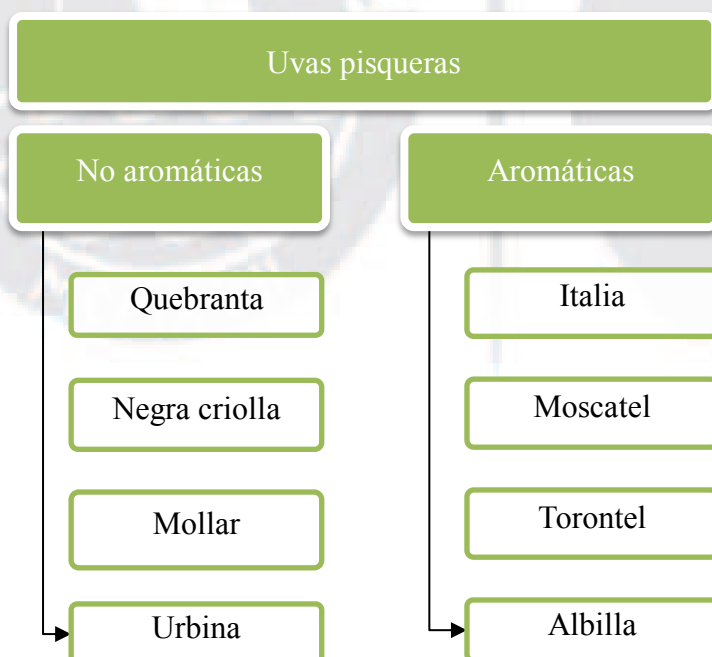 Uvas pisqueras
No aromáticas
Quebranta
Negra criolla
Mollar
Urbina
Aromáticas
Italia
Moscatel
Torontel
Albilla